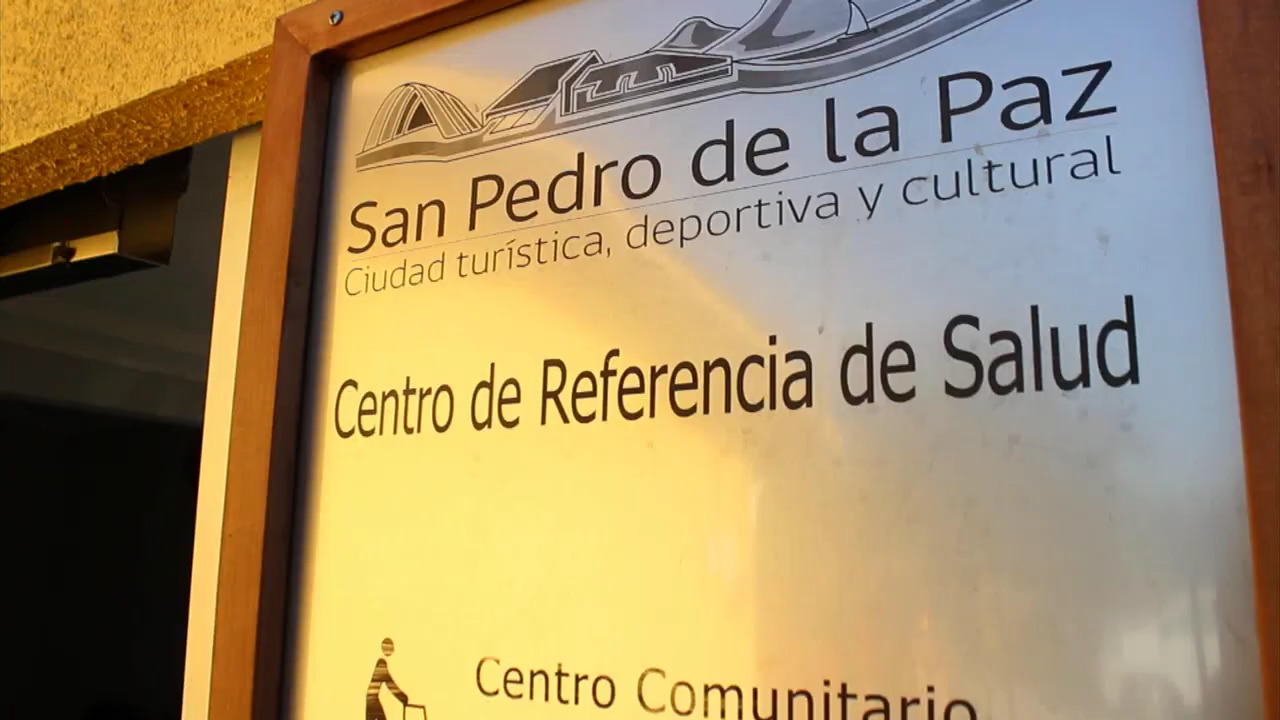 San Pedro de la Paz
Ciudad turística, deportiva y cultural
Centro de Referencia de Salud
Centro Comunitario